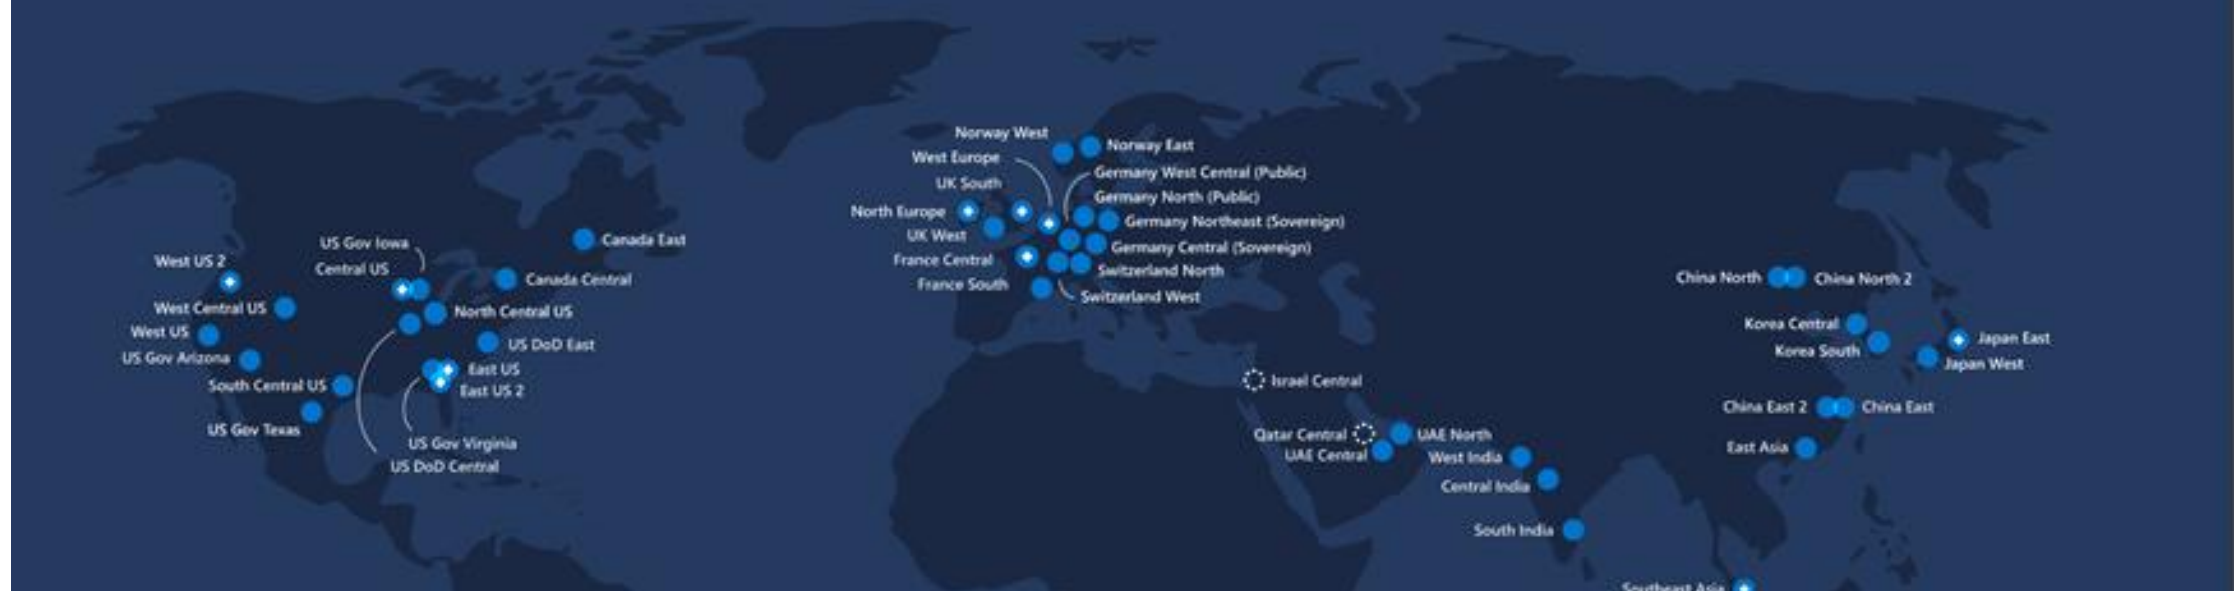 Norway West
Norway East
West Europe
Germany West Central (Public)
UK South
Germany North (Public)
North Europe
Germany Northeast (Sovereign)
UK West
Germany Central (Sovereign)
France Central
Switzerland North
France South
Switzerland West
Canada East
US Gov Iowa
West US 2
Central US
Canada Central
West Central US
North Central US
West US
US DoD East
US Gov Arizona
East US
South Central US
East US 2
US Gov Texas
US Gov Virginia
US DoD Central
Israel Central
Qatar Central
UAE North
UAE Central
West India
Central India
South India
China North
China North 2
Korea Central
Japan East
Korea South
Japan West
China East 2
China East
East Asia
Southeast Asia